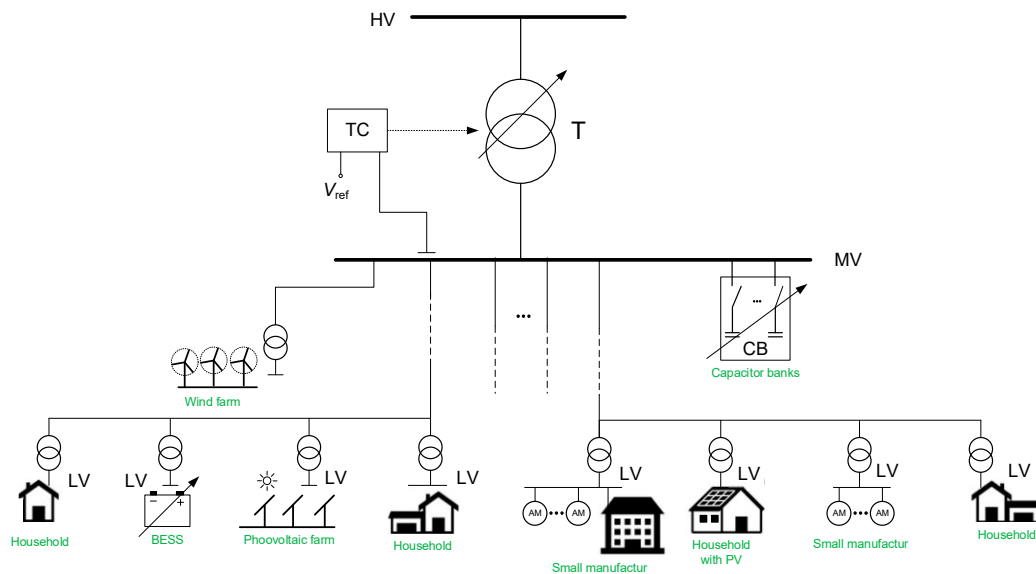 HV
T
TC
Vref
MV
...
...
CB
Capacitor banks
Wind farm
LV
LV
LV
LV
LV
LV
LV
LV
− +
AM ... AM
AM ... AM
Household
BESS
Phoovoltaic farm
Household
Small manufactur
Household
with PV
Small manufactur
Household